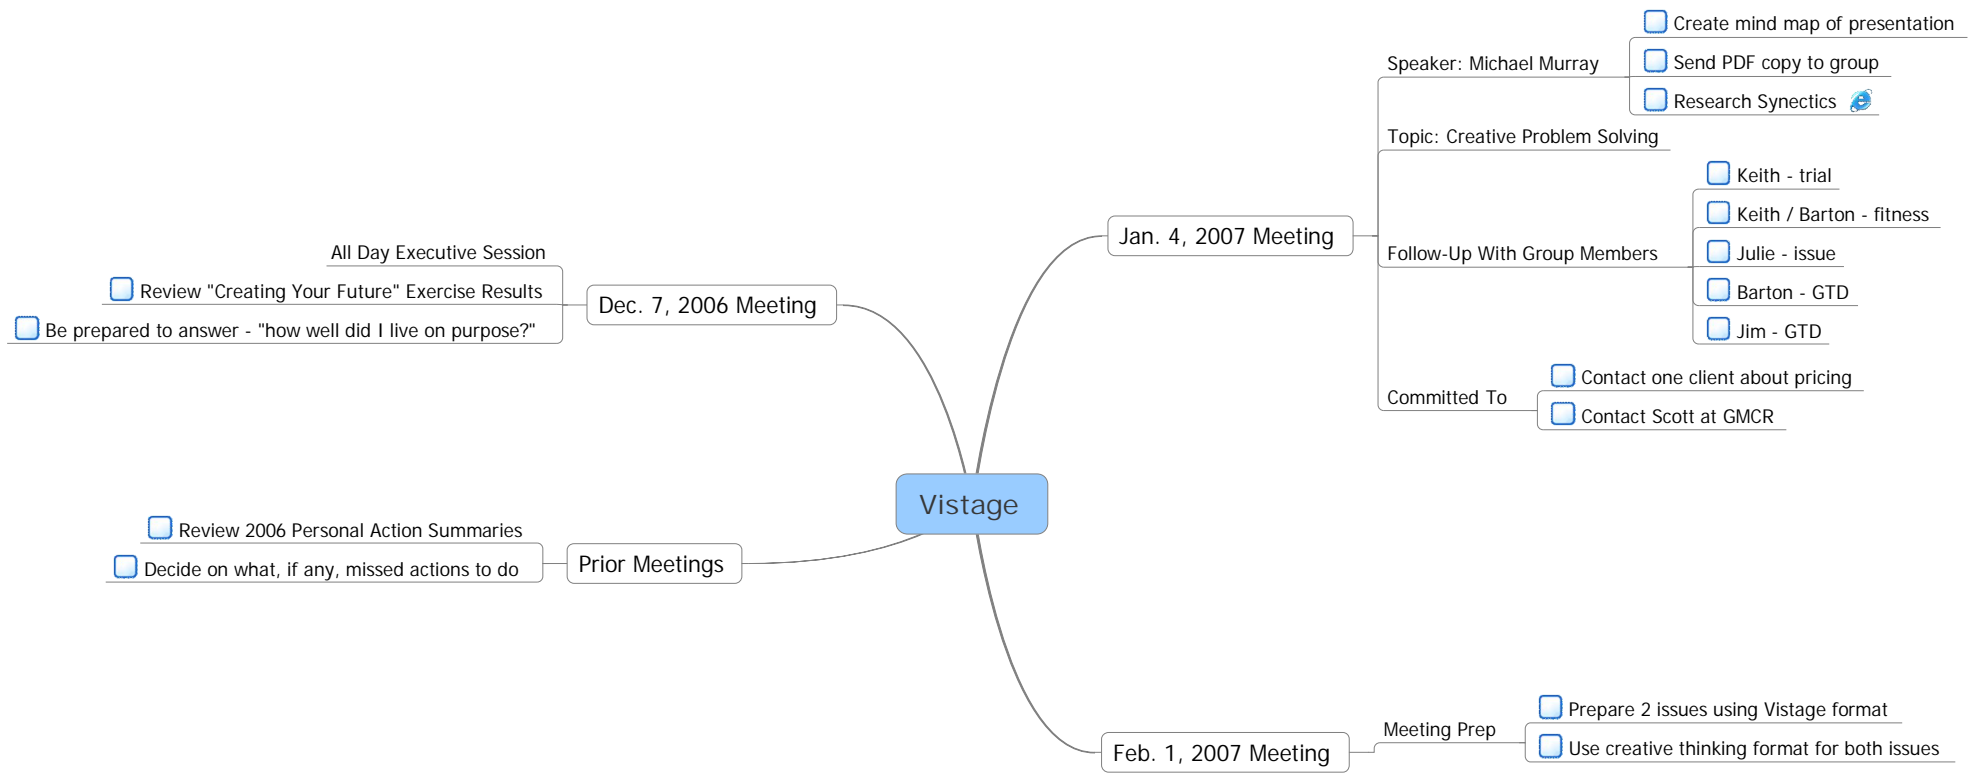 Vistage
Jan. 4, 2007 Meeting
Speaker: Michael Murray
Create mind map of presentation
Send PDF copy to group
Research Synectics
Topic: Creative Problem Solving
Follow-Up With Group Members
Keith - trial
Keith / Barton - fitness
Julie - issue
Barton - GTD
Jim - GTD
Committed To
Contact one client about pricing
Contact Scott at GMCR
Feb. 1, 2007 Meeting
Meeting Prep
Prepare 2 issues using Vistage format
Use creative thinking format for both issues
Dec. 7, 2006 Meeting
All Day Executive Session
Review "Creating Your Future" Exercise Results
Be prepared to answer - "how well did I live on purpose?"
Prior Meetings
Review 2006 Personal Action Summaries
Decide on what, if any, missed actions to do